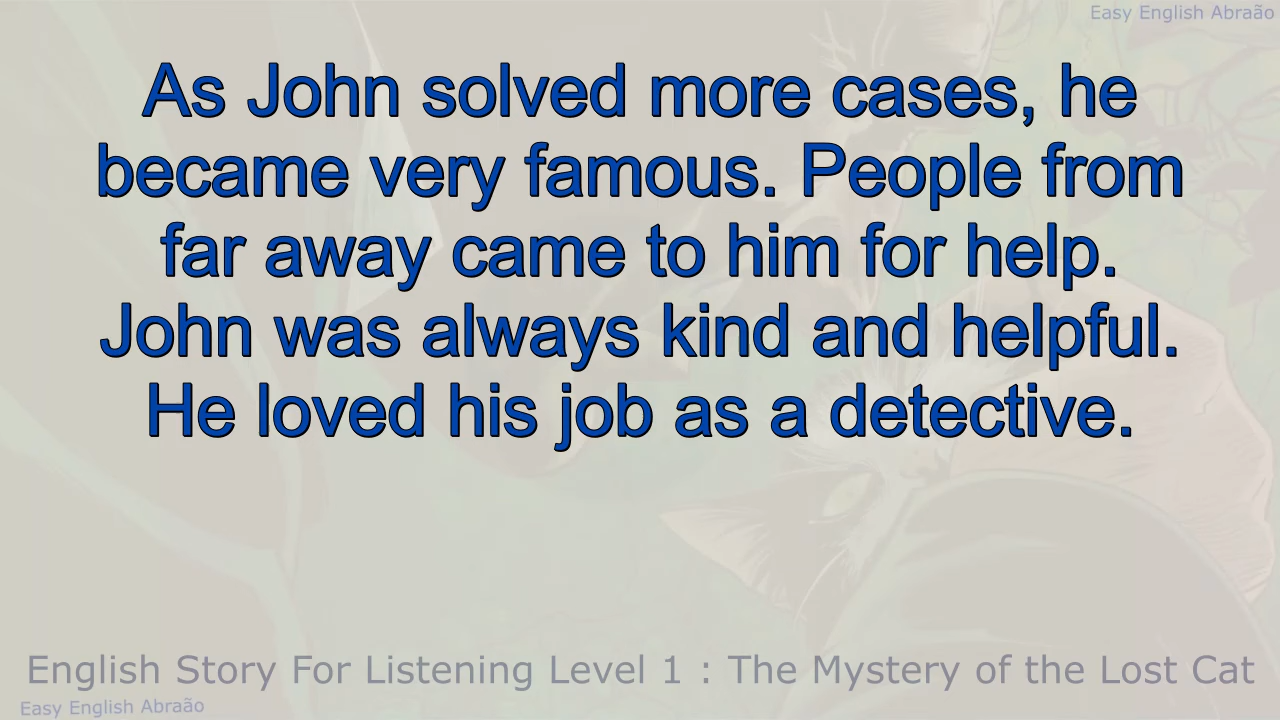 Easy English Abraão
As John solved more cases, he
became very famous. People from
far away came to him for help.
John was always kind and helpful.
He loved his job as a detective.
English Story For Listening Level 1 : The Mystery of the Lost Cat
Easy English Abraão